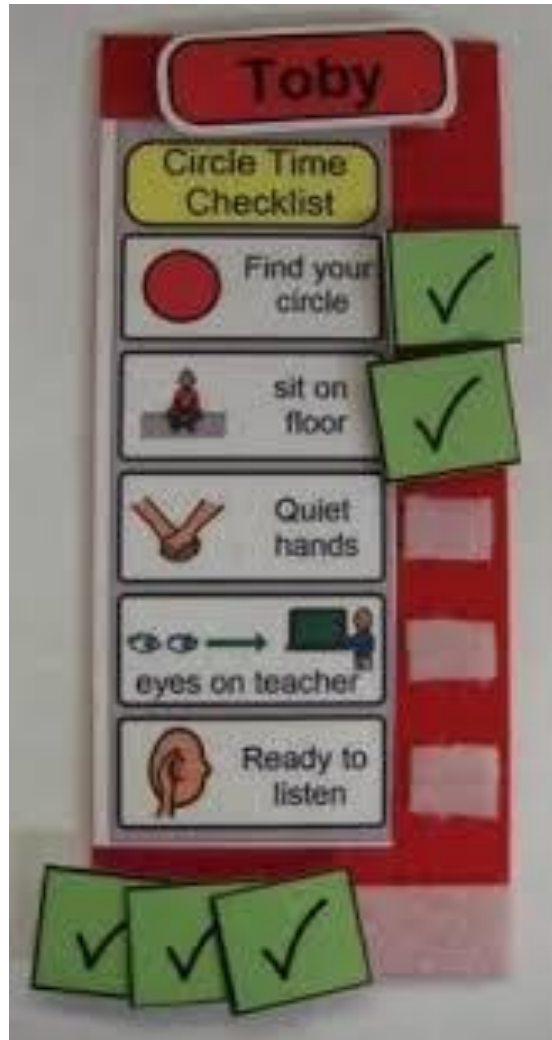 Toby
Circle Time
Checklist
Find your
circle
sit on
floor
Quiet
hands
eyes on teacher
Ready to
listen